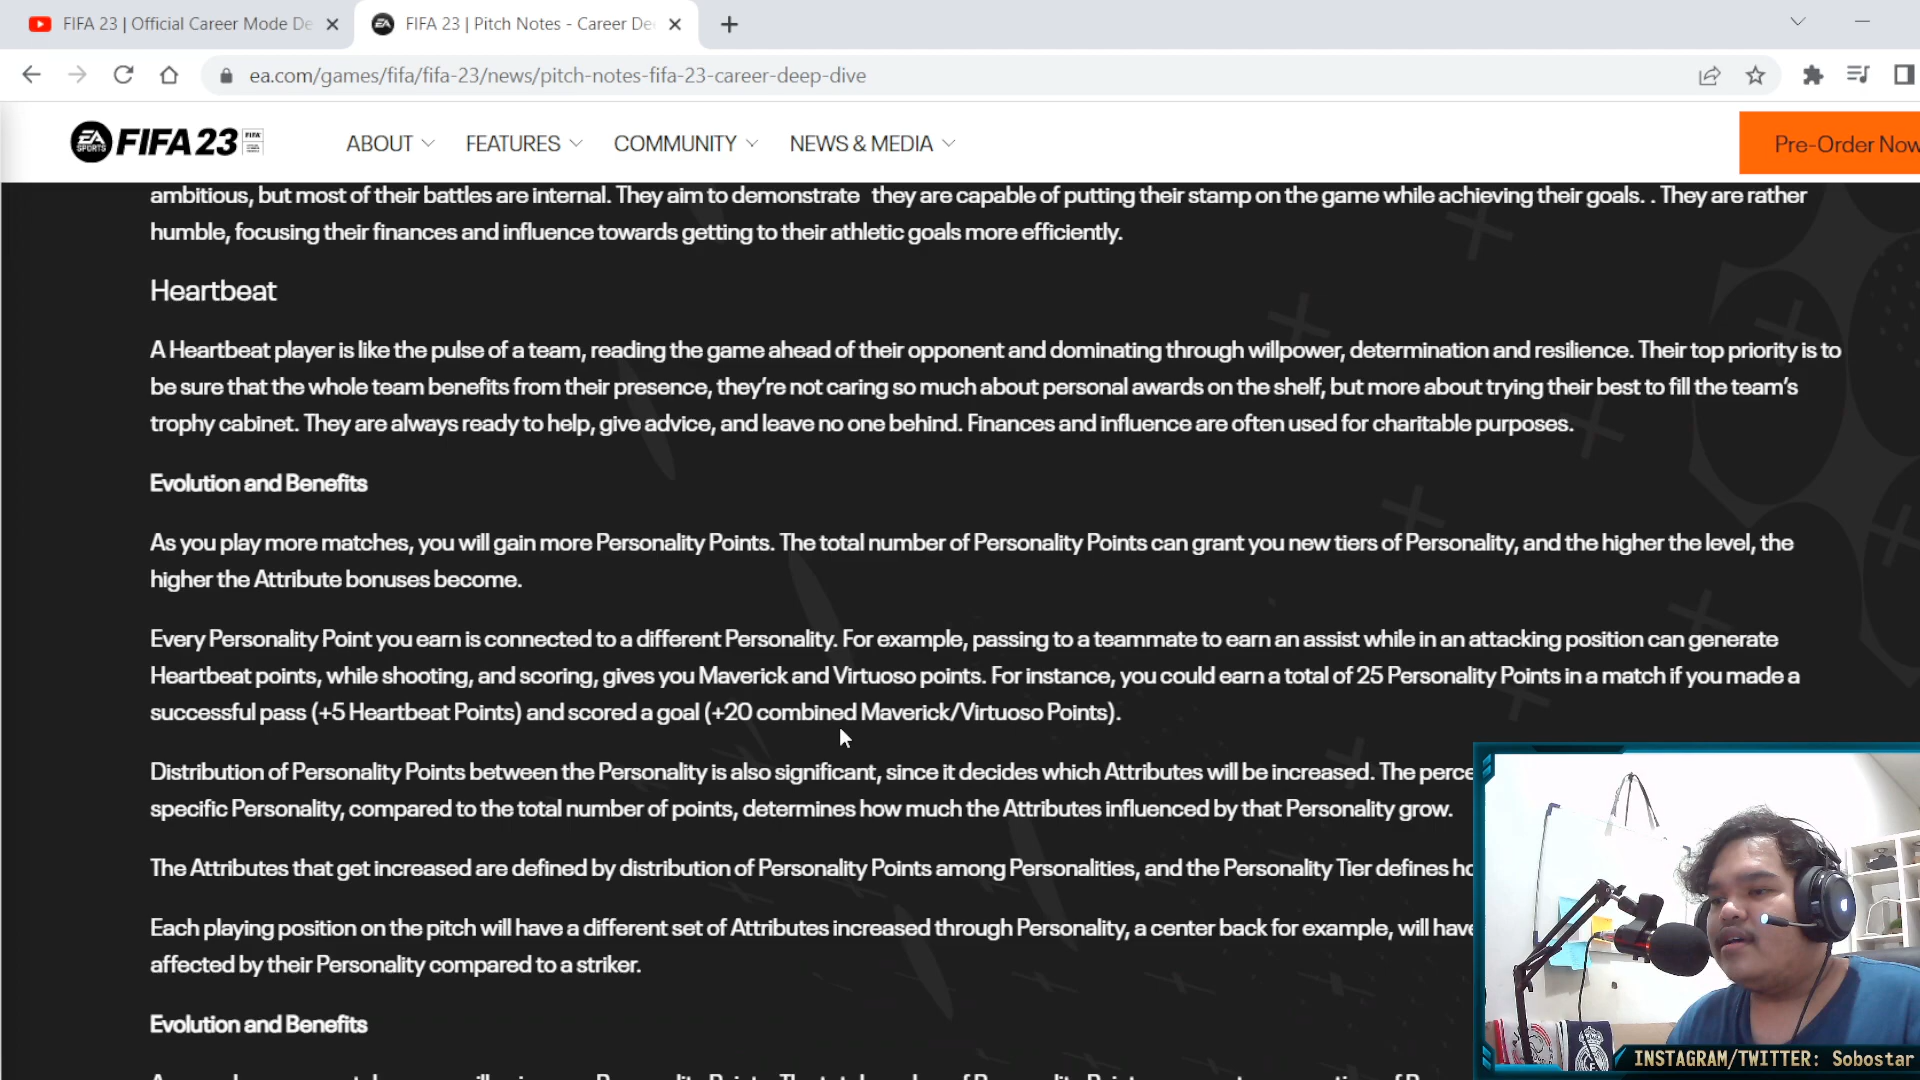 FIFA 23 | Official Career Mode De
FIFA 23 | Pitch Notes - Career De
ea.com/games/fifa/fifa-23/news/pitch-notes-fifa-23-career-deep-dive
EA SPORTS FIFA 23 FIFA
ABOUT FEATURES COMMUNITY NEWS & MEDIA
Pre-Order Now
ambitious, but most of their battles are internal. They aim to demonstrate they are capable of putting their stamp on the game while achieving their goals. . They are rather
humble, focusing their finances and influence towards getting to their athletic goals more efficiently.
Heartbeat
A Heartbeat player is like the pulse of a team, reading the game ahead of their opponent and dominating through willpower, determination and resilience. Their top priority is to
be sure that the whole team benefits from their presence, they're not caring so much about personal awards on the shelf, but more about trying their best to fill the team's
trophy cabinet. They are always ready to help, give advice, and leave no one behind. Finances and influence are often used for charitable purposes.
Evolution and Benefits
As you play more matches, you will gain more Personality Points. The total number of Personality Points can grant you new tiers of Personality, and the higher the level, the
higher the Attribute bonuses become.
Every Personality Point you earn is connected to a different Personality. For example, passing to a teammate to earn an assist while in an attacking position can generate
Heartbeat points, while shooting, and scoring, gives you Maverick and Virtuoso points. For instance, you could earn a total of 25 Personality Points in a match if you made a
successful pass (+5 Heartbeat Points) and scored a goal (+20 combined Maverick/Virtuoso Points).
Distribution of Personality Points between the Personality is also significant, since it decides which Attributes will be increased. The perce
specific Personality, compared to the total number of points, determines how much the Attributes influenced by that Personality grow.
The Attributes that get increased are defined by distribution of Personality Points among Personalities, and the Personality Tier defines ho
Each playing position on the pitch will have a different set of Attributes increased through Personality, a center back for example, will have
affected by their Personality compared to a striker.
Evolution and Benefits
INSTAGRAM/TWITTER: Sobostar